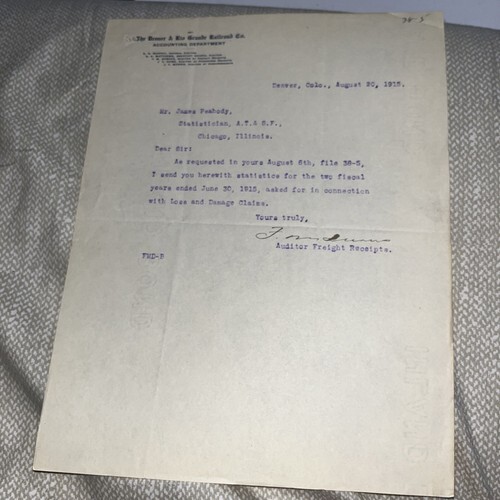 38-5
The Denver & Rio Grande Railroad Co.
ACCOUNTING DEPARTMENT
Denver, Colo., August 20, 1915.
Mr. James Peabody,
Statistician, A.T.& S.F.,
Chicago, Illinois.
Dear Sir:
As requested in yours August 6th, file 38-5,
I send you herewith statistics for the two fiscal
years ended June 30, 1915, asked for in connection
with Loss and Damage Claims.
Yours truly,
Auditor Freight Receipts.